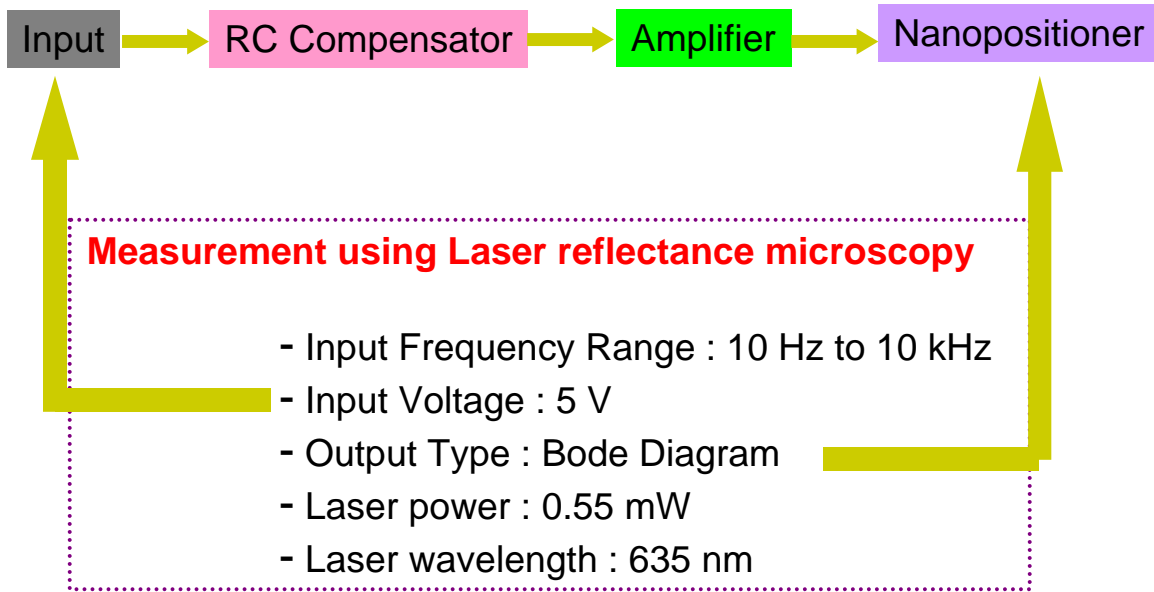 Input
RC Compensator
Amplifier
Nanopositioner
Measurement using Laser reflectance microscopy
- Input Frequency Range : 10 Hz to 10 kHz
- Input Voltage : 5 V
- Output Type : Bode Diagram
- Laser power : 0.55 mW
- Laser wavelength : 635 nm